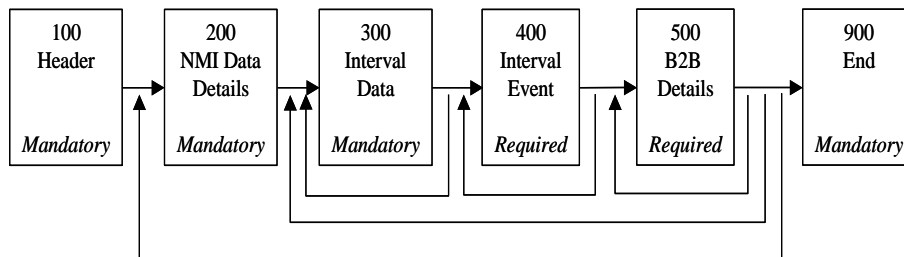 100
Header
Mandatory
200
NMI Data
Details
Mandatory
300
Interval
Data
Mandatory
400
Interval
Event
Required
500
B2B
Details
Required
900
End
Mandatory